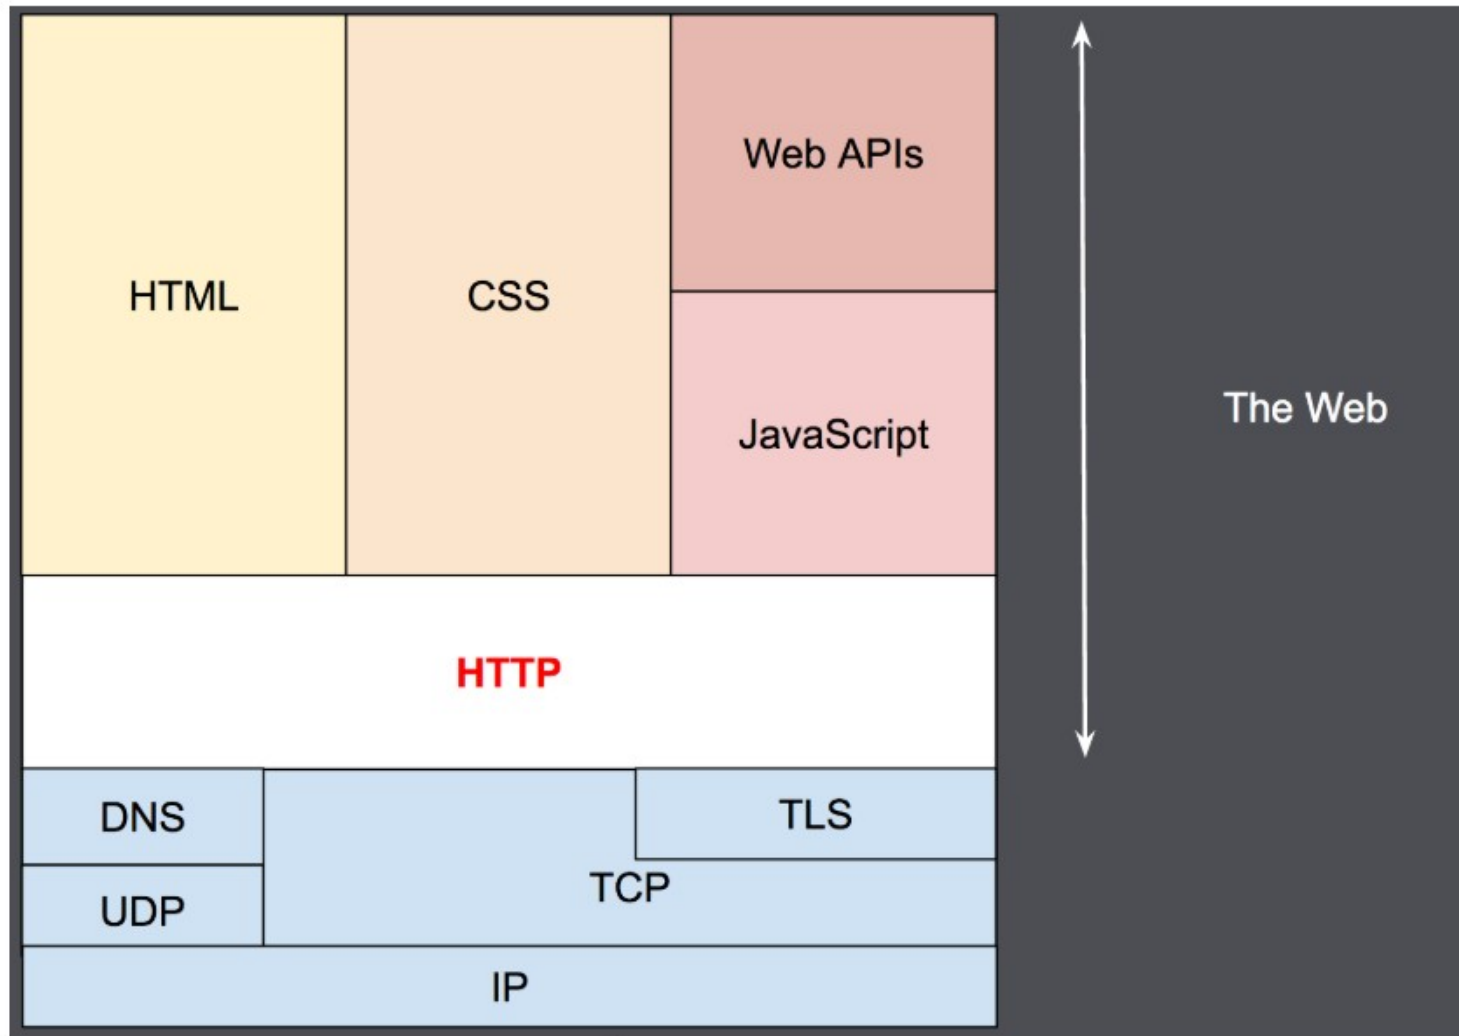 Web APIs
HTML
CSS
JavaScript
The Web
HTTP
DNS
TLS
TCP
UDP
IP